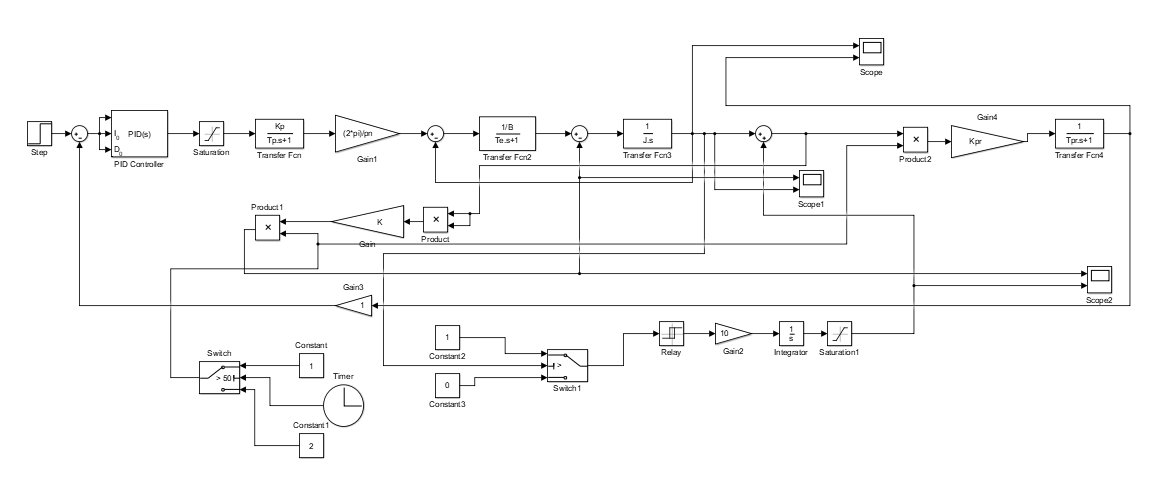 Scope
Step
I0
D0
PID(s)
PID Controller
Saturation
Kp
Tp.s+1
Transfer Fcn
(2*pi)/pn
Gain1
1/B
Te.s+1
Transfer Fcn2
1
J.s
Transfer Fcn3
Product2
Gain4
Kpr
1
Tpr.s+1
Transfer Fcn4
Scope1
Product1
K
Gain
Product
Gain3
1
Scope2
Switch
> 50
Constant
1
Timer
Constant1
2
1
Constant2
0
Constant3
>
Switch1
Relay
10
Gain2
1
s
Integrator
Saturation1